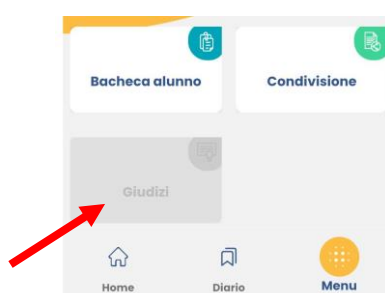 Bacheca alunno
Condivisione
Giudizi
Home
Diario
Menu